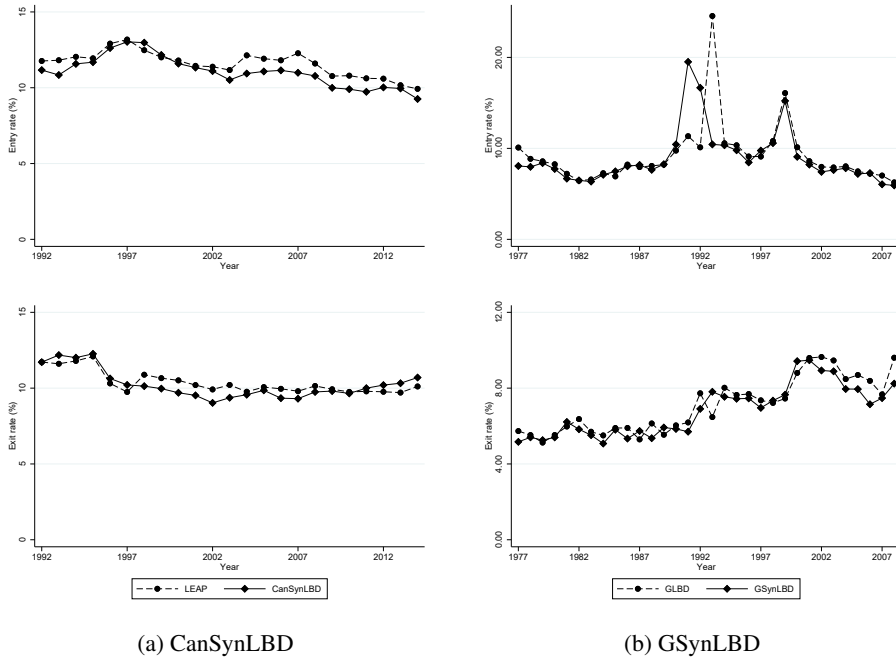 15
10
5
0
Entry rate (%)
1992 1997 2002 2007 2012
Year
15
10
5
0
Exit rate (%)
1992 1997 2002 2007 2012
Year
LEAP CanSynLBD
(a) CanSynLBD
20.00
10.00
0.00
Entry rate (%)
1977 1982 1987 1992 1997 2002 2007
Year
12.00
8.00
4.00
0.00
Exit rate (%)
1977 1982 1987 1992 1997 2002 2007
Year
GLBD GSynLBD
(b) GSynLBD